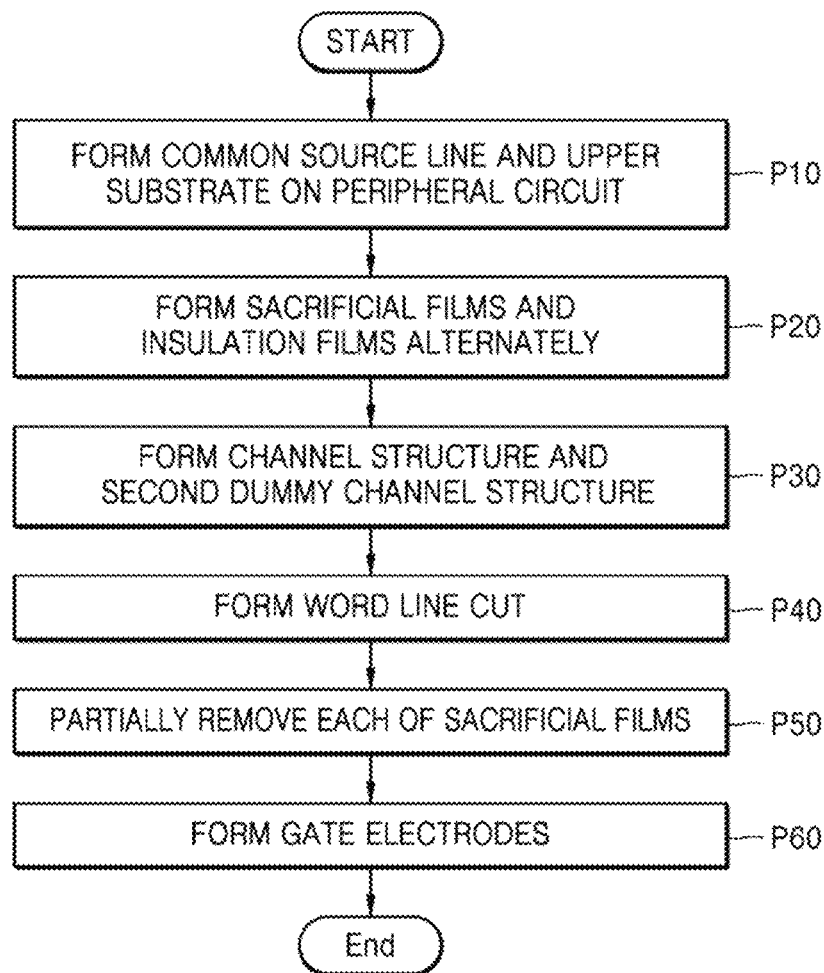 START
FORM COMMON SOURCE LINE AND UPPER
SUBSTRATE ON PERIPHERAL CIRCUIT
P10
FORM SACRIFICIAL FILMS AND
INSULATION FILMS ALTERNATELY
P20
FORM CHANNEL STRUCTURE AND
SECOND DUMMY CHANNEL STRUCTURE
P30
FORM WORD LINE CUT
P40
PARTIALLY REMOVE EACH OF SACRIFICIAL FILMS
P50
FORM GATE ELECTRODES
P60
End